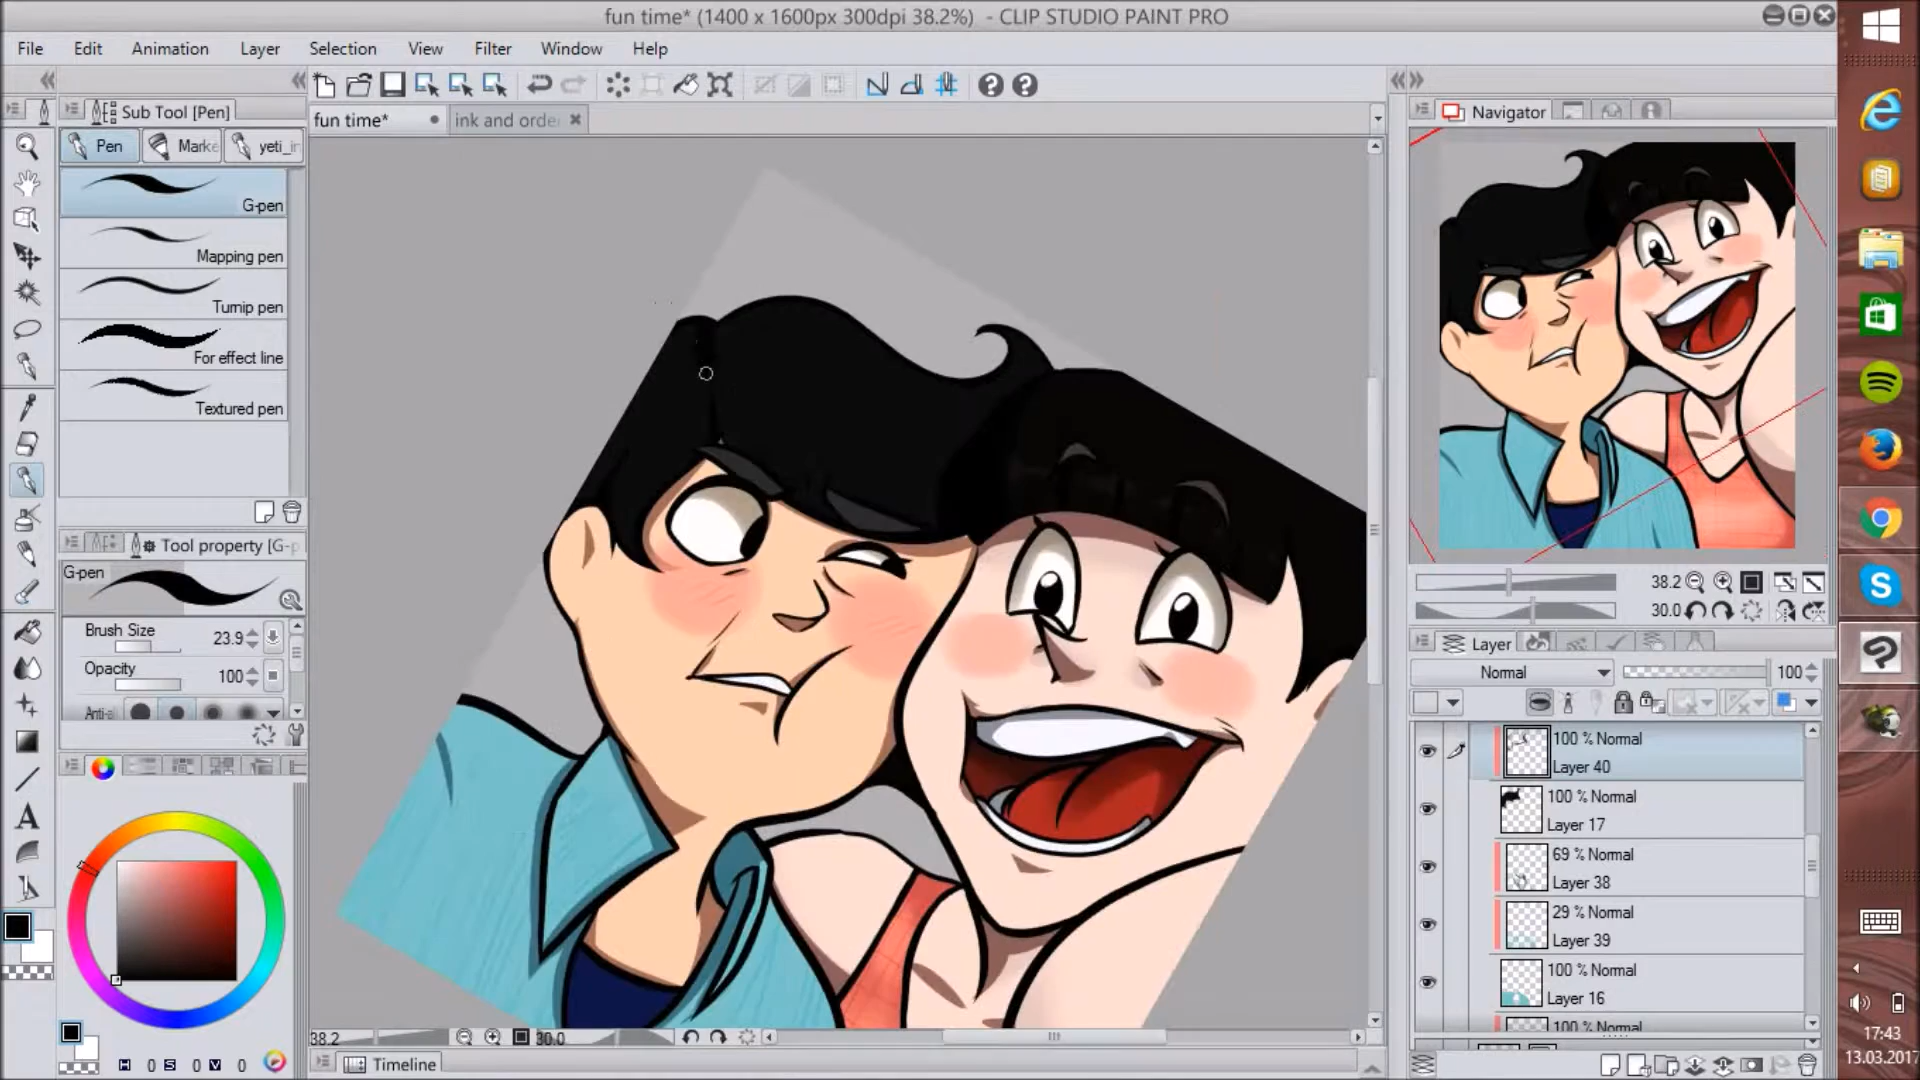 fun time* (1400 x 1600px 300dpi 38.2%) - CLIP STUDIO PAINT PRO
File Edit Animation Layer Selection View Filter Window Help
Sub Tool [Pen]
fun time* ink and orde
Navigator
Pen Marke yeti_ir
G-pen
Mapping pen
Turnip pen
For effect line
Textured pen
Tool property [G-p
G-pen
Brush Size 23.9
Opacity 100
Anti-a
38.2
30.0
Layer
Normal 100
100 % Normal
Layer 40
100 % Normal
Layer 17
69 % Normal
Layer 38
29 % Normal
Layer 39
100 % Normal
Layer 16
100 % Normal
38.2 30.0
H 0 S 0 V 0
Timeline
17:43
13.03.2017